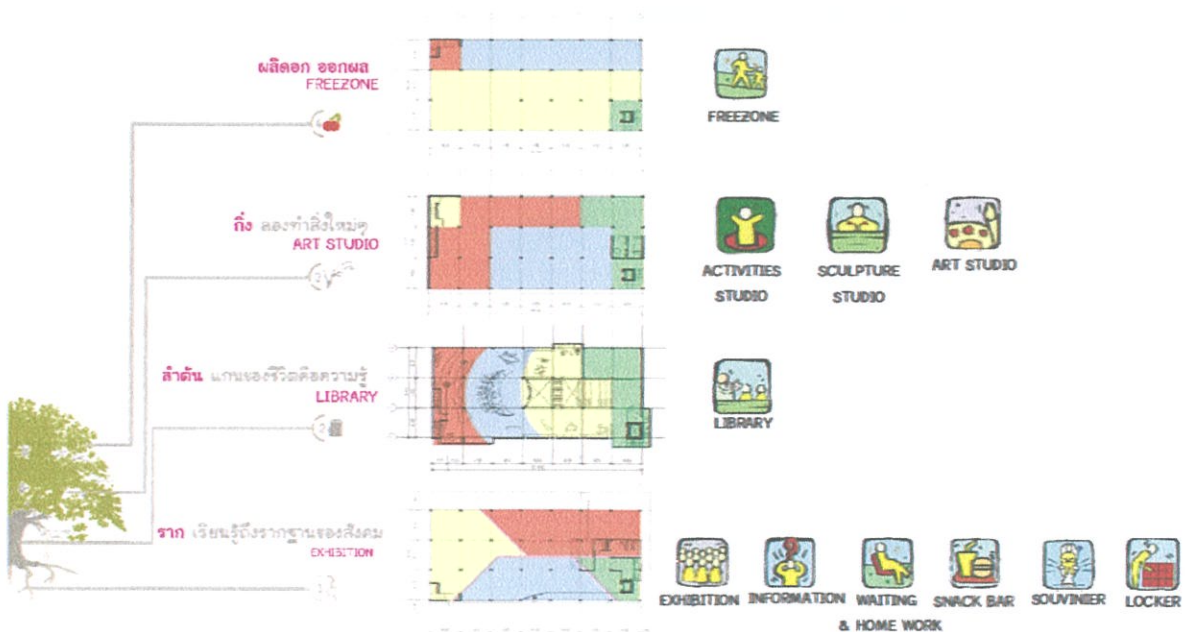 ผลิดอก ออกผล
FREEZONE
FREEZONE
กิ่ง ลองทำสิ่งใหม่ๆ
ART STUDIO
ACTIVITIES
STUDIO
SCULPTURE
STUDIO
ART STUDIO
ลำต้น แกนของชีวิตคือความรู้
LIBRARY
2
LIBRARY
ราก เรียนรู้ถึงรากฐานของสังคม
EXHIBITION
EXHIBITION
INFORMATION
WAITING
& HOME WORK
SNACK BAR
SOUVINIER
LOCKER